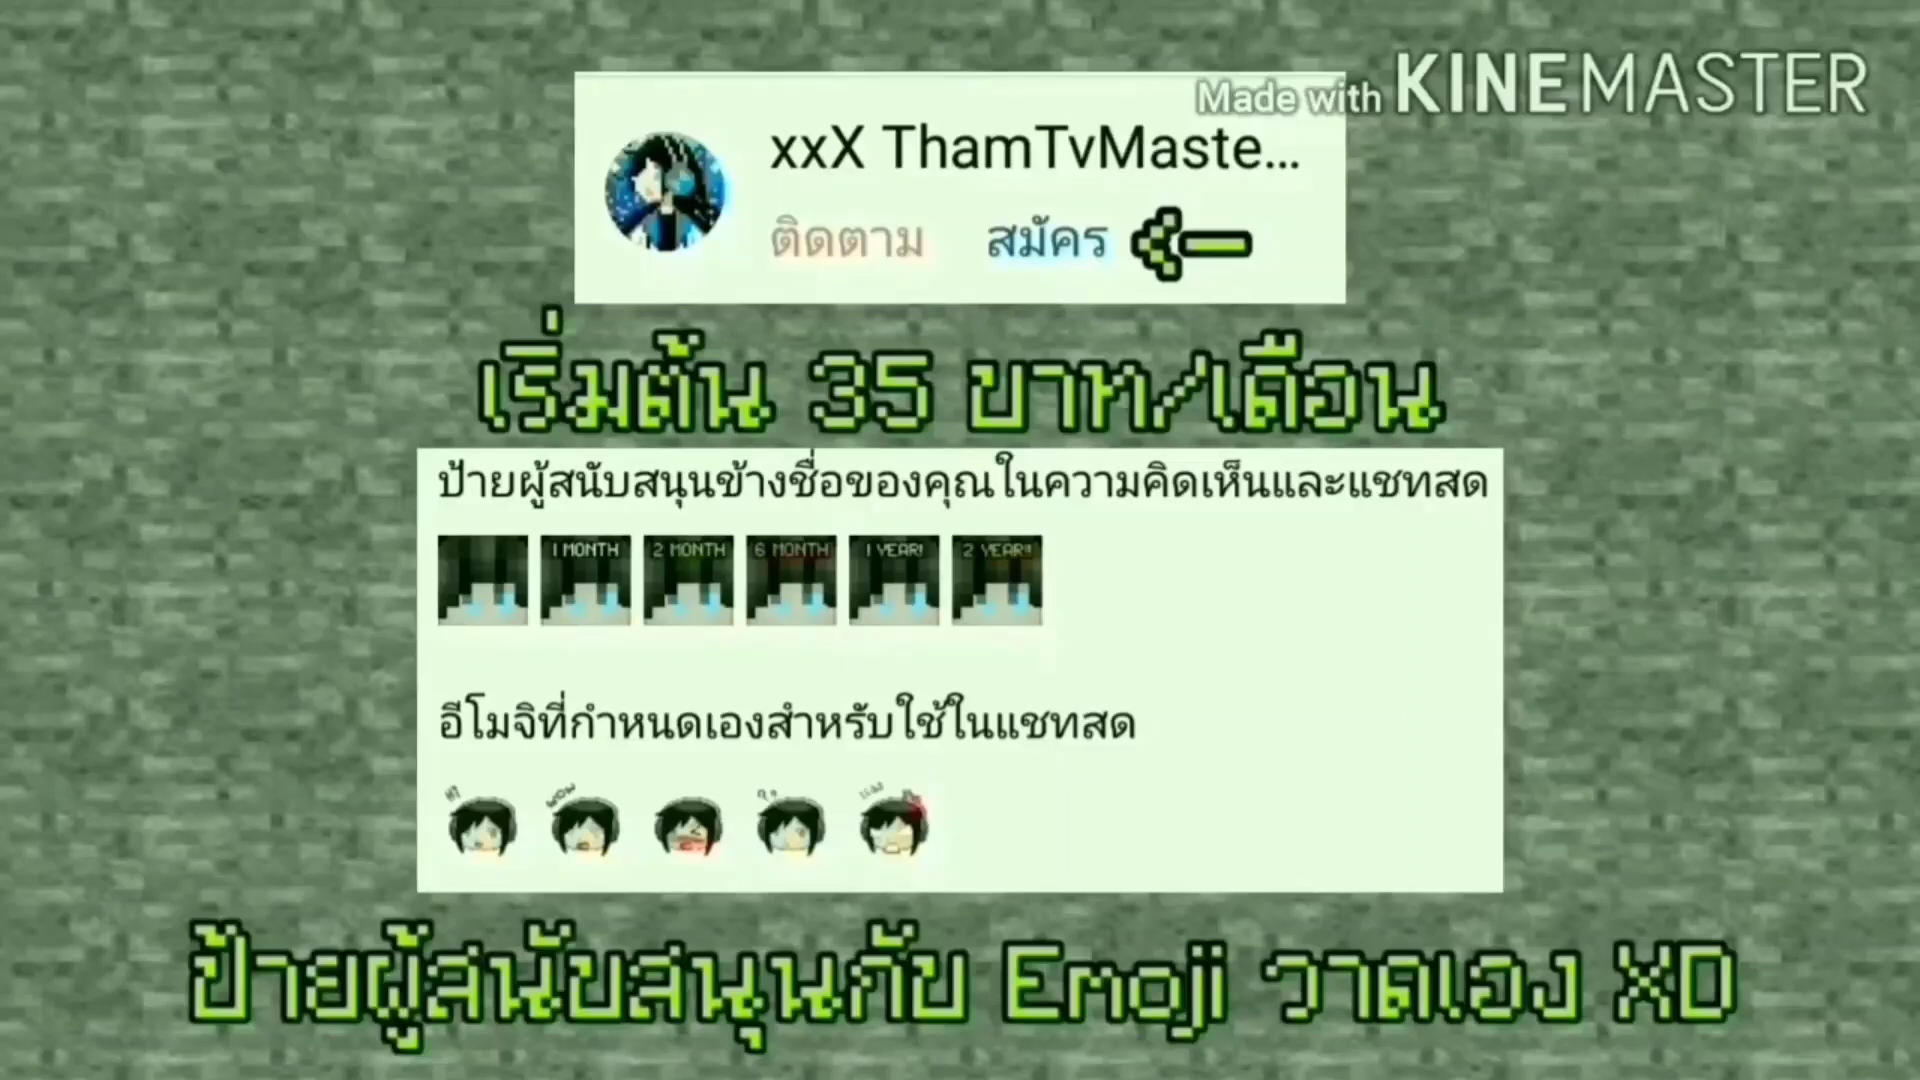 Made with KINEMASTER
xxX ThamTvMaste...
ติดตาม สมัคร
เริ่มต้น 35 บาท/เดือน
ป้ายผู้สนับสนุนข้างชื่อของคุณในความคิดเห็นและแชทสด
1 MONTH 2 MONTH 6 MONTH 1 YEAR! 2 YEAR!!
อีโมจิที่กำหนดเองสำหรับใช้ในแชทสด
HI WOW ??
ป้ายผู้สนับสนุนกับ Emoji วาดเอง XD